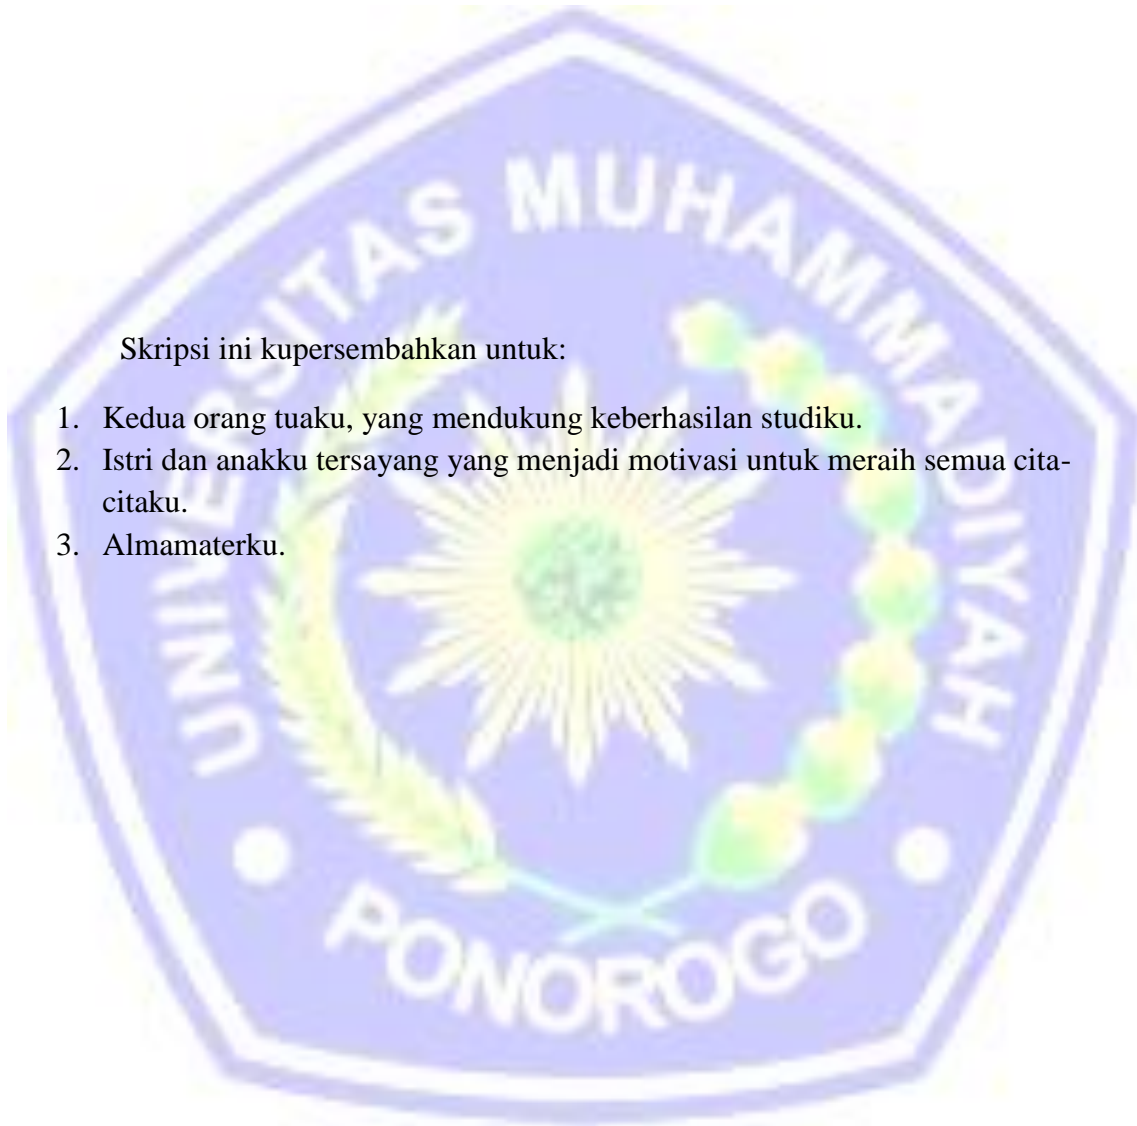 UNIVERSITAS MUHAMMADIYAH
Skripsi ini kupersembahkan untuk:
1. Kedua orang tuaku, yang mendukung keberhasilan studiku.
2. Istri dan anakku tersayang yang menjadi motivasi untuk meraih semua cita-
citaku.
3. Almamaterku.
PONOROGO